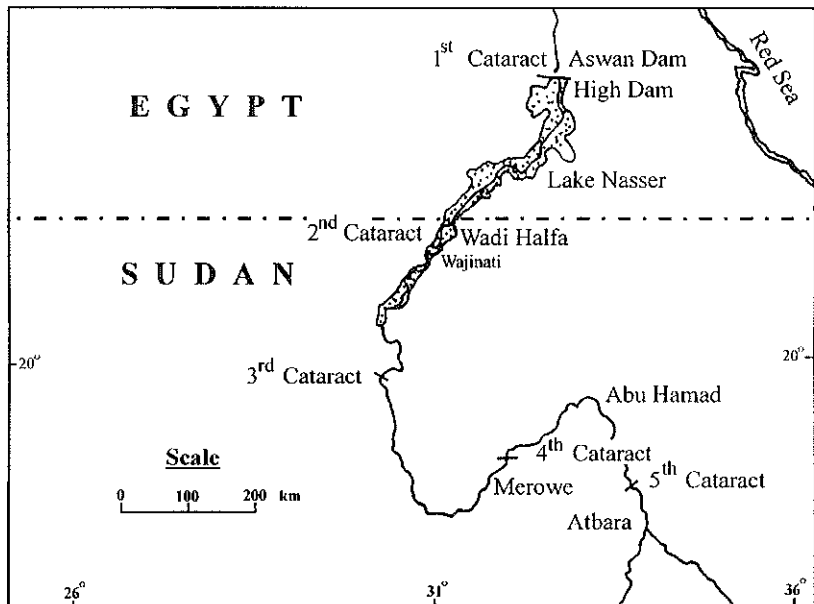 1st Cataract
Aswan Dam
High Dam
Red Sea
EGYPT
Lake Nasser
2nd Cataract
Wadi Halfa
Wajinati
SUDAN
20°
20°
3rd Cataract
Abu Hamad
4th Cataract
Merowe
5th Cataract
Atbara
Scale
0 100 200 km
26°
31°
36°